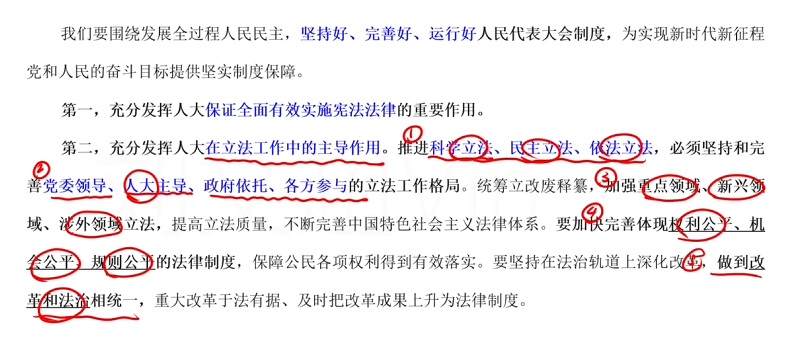 我们要围绕发展全过程人民民主，坚持好、完善好、运行好人民代表大会制度，为实现新时代新征程
党和人民的奋斗目标提供坚实制度保障。
第一，充分发挥人大保证全面有效实施宪法法律的重要作用。
第二，充分发挥人大在立法工作中的主导作用。①推进科学立法、民主立法、依法立法，必须坚持和完
②善党委领导、人大主导、政府依托、各方参与的立法工作格局。统筹立改废释纂，③加强重点领域、新兴领
域、涉外领域立法，提高立法质量，不断完善中国特色社会主义法律体系。④要加快完善体现权利公平、机
会公平、规则公平的法律制度，保障公民各项权利得到有效落实。要坚持在法治轨道上深化改革，⑤做到改
革和法治相统一，重大改革于法有据、及时把改革成果上升为法律制度。